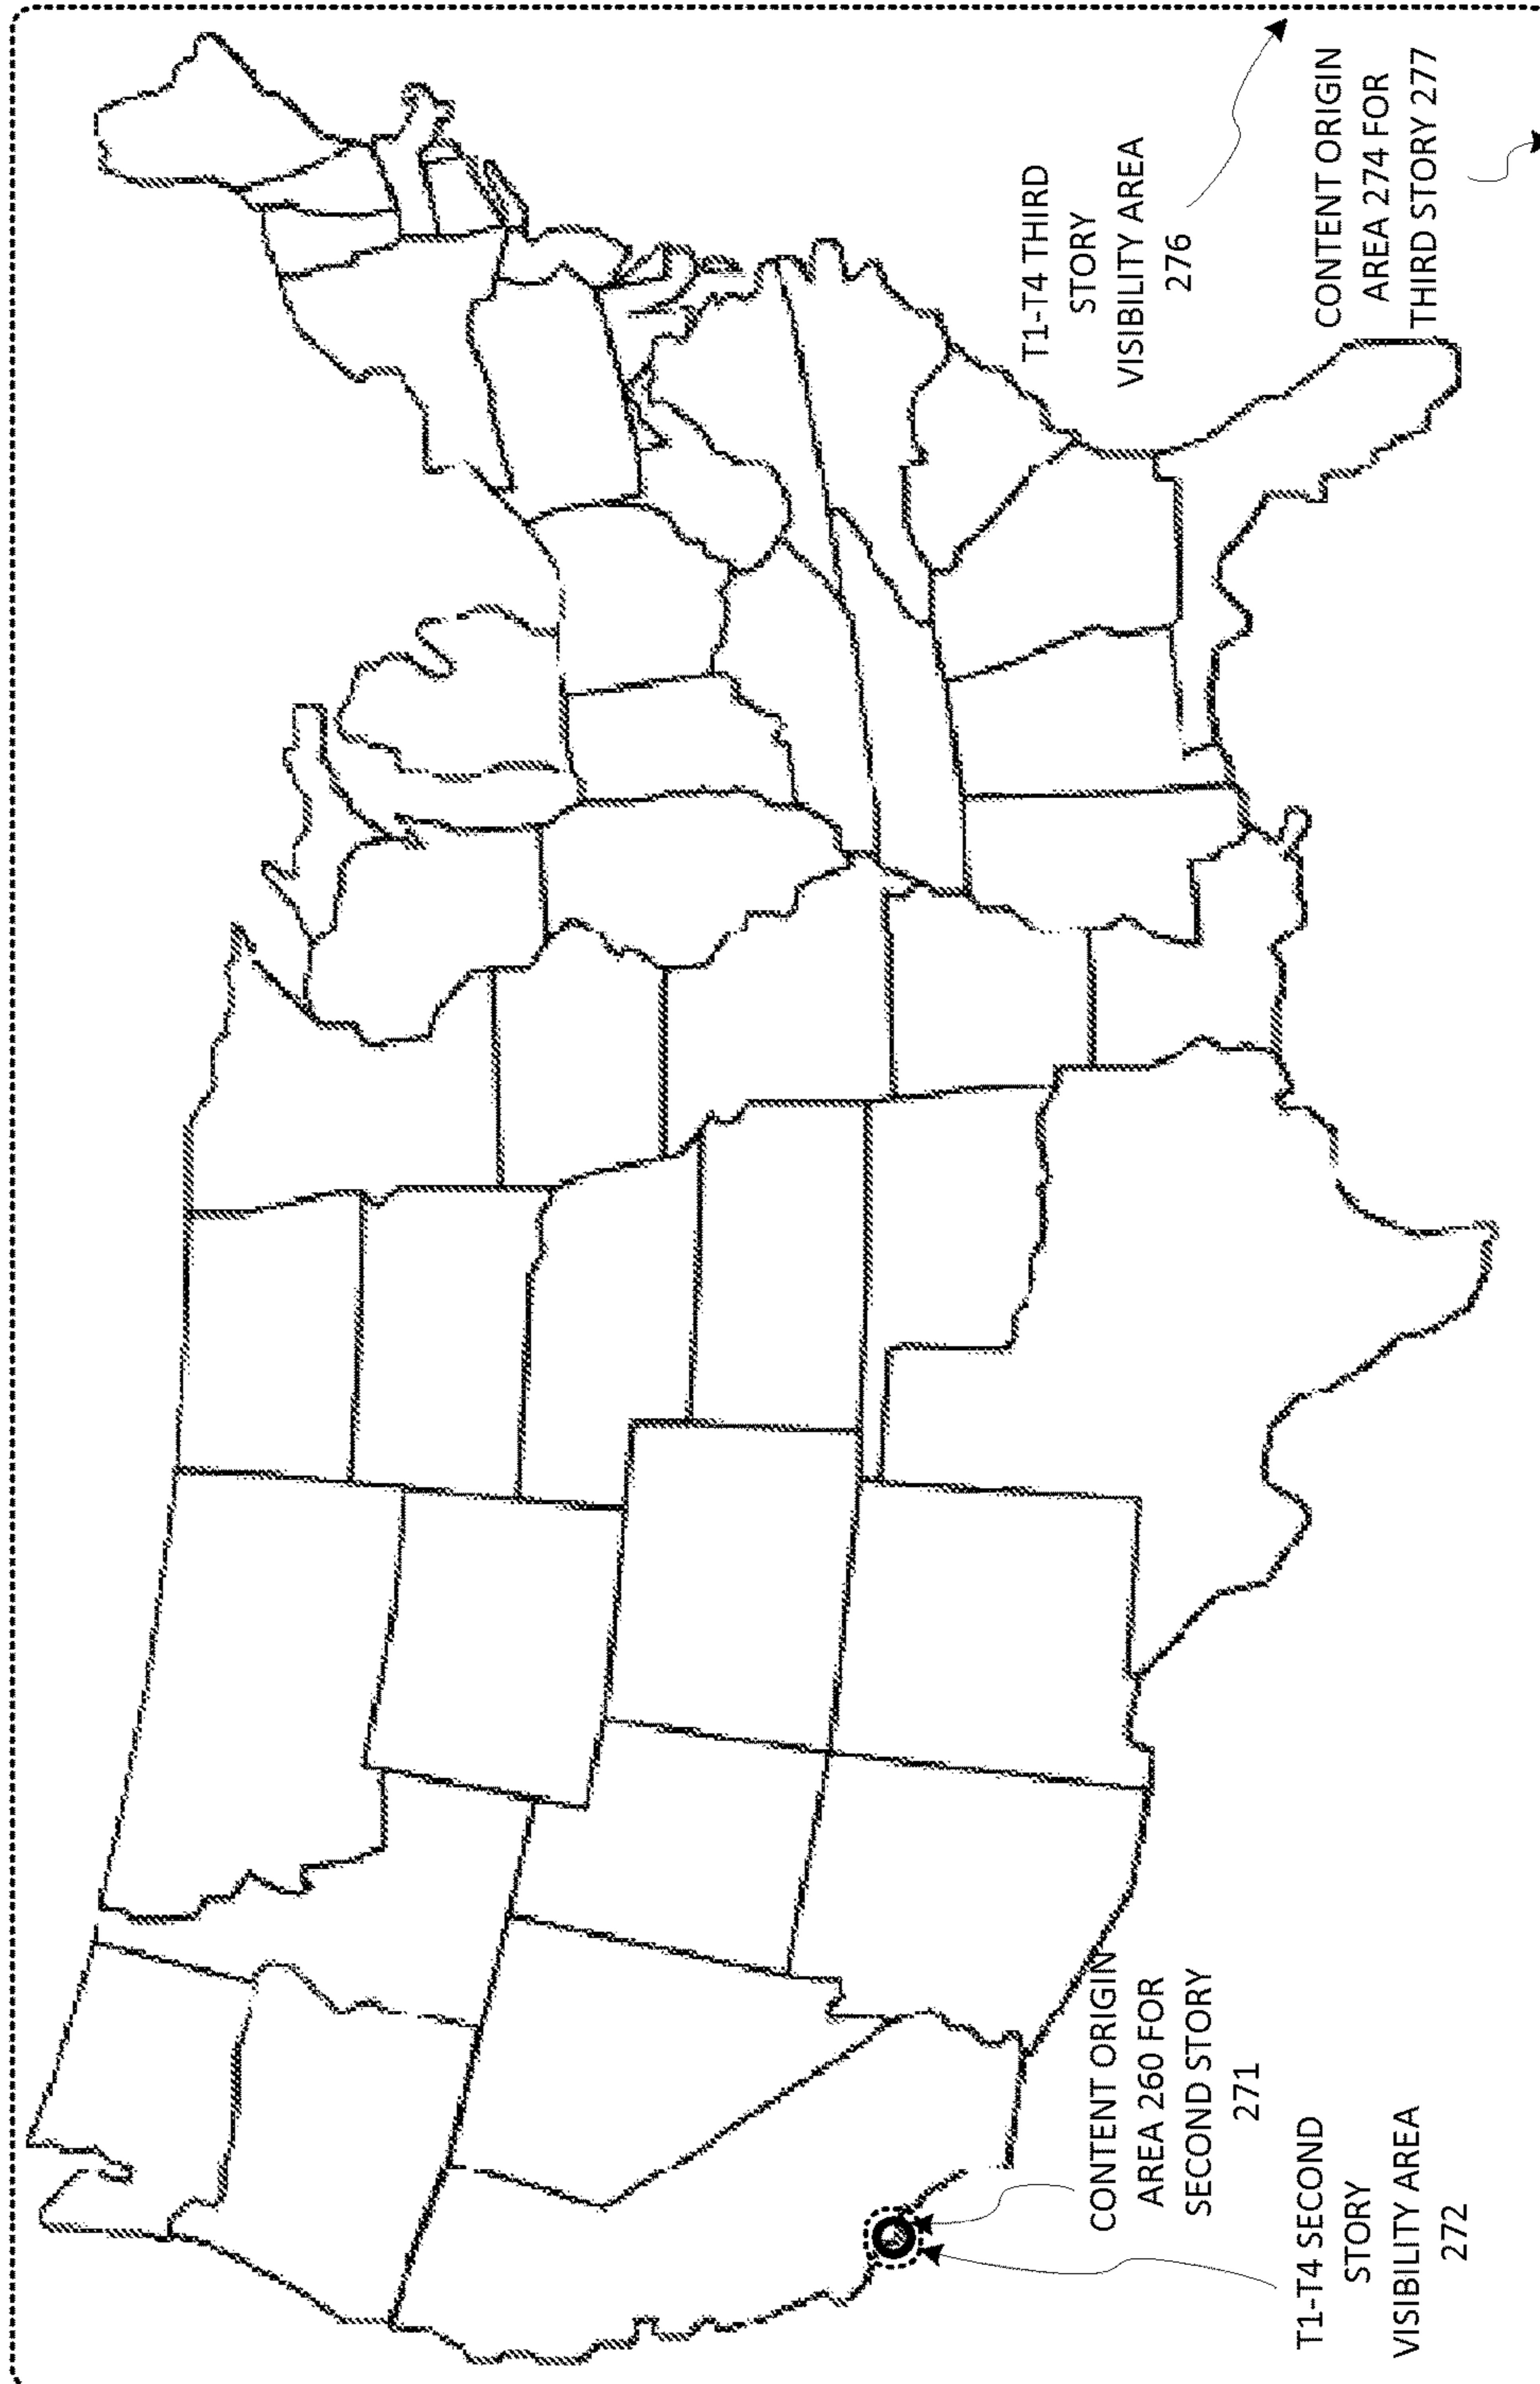 T1-T4 THIRD
STORY
VISIBILITY AREA
276
CONTENT ORIGIN
AREA 274 FOR
THIRD STORY 277
CONTENT ORIGIN
AREA 260 FOR
SECOND STORY
271
T1-T4 SECOND
STORY
VISIBILITY AREA
272